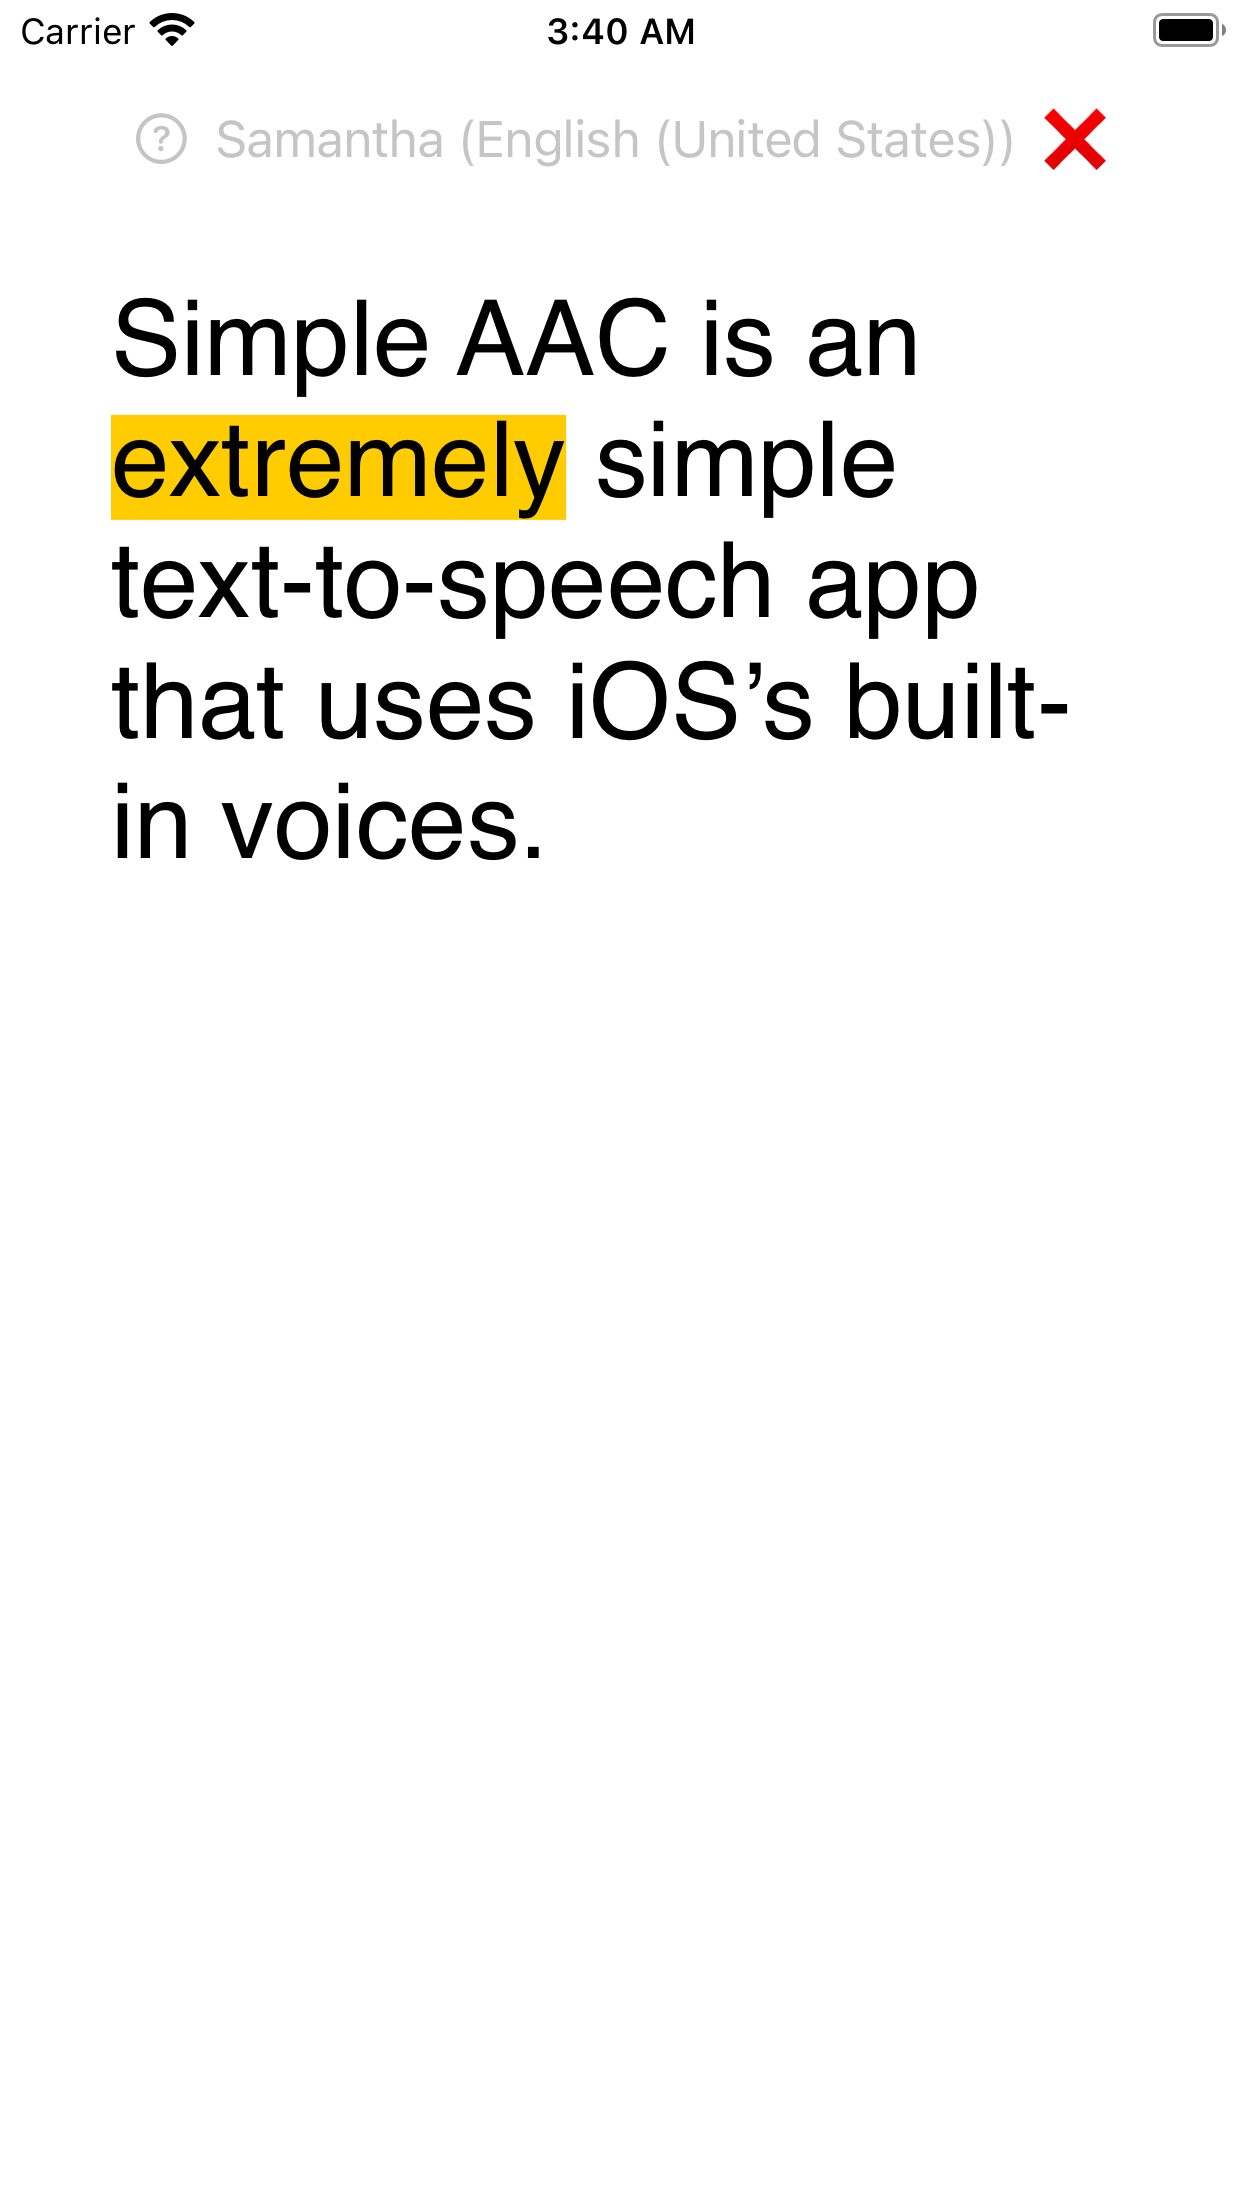 Carrier 3:40 AM
? Samantha (English (United States))
Simple AAC is an
extremely simple
text-to-speech app
that uses iOS’s built-
in voices.